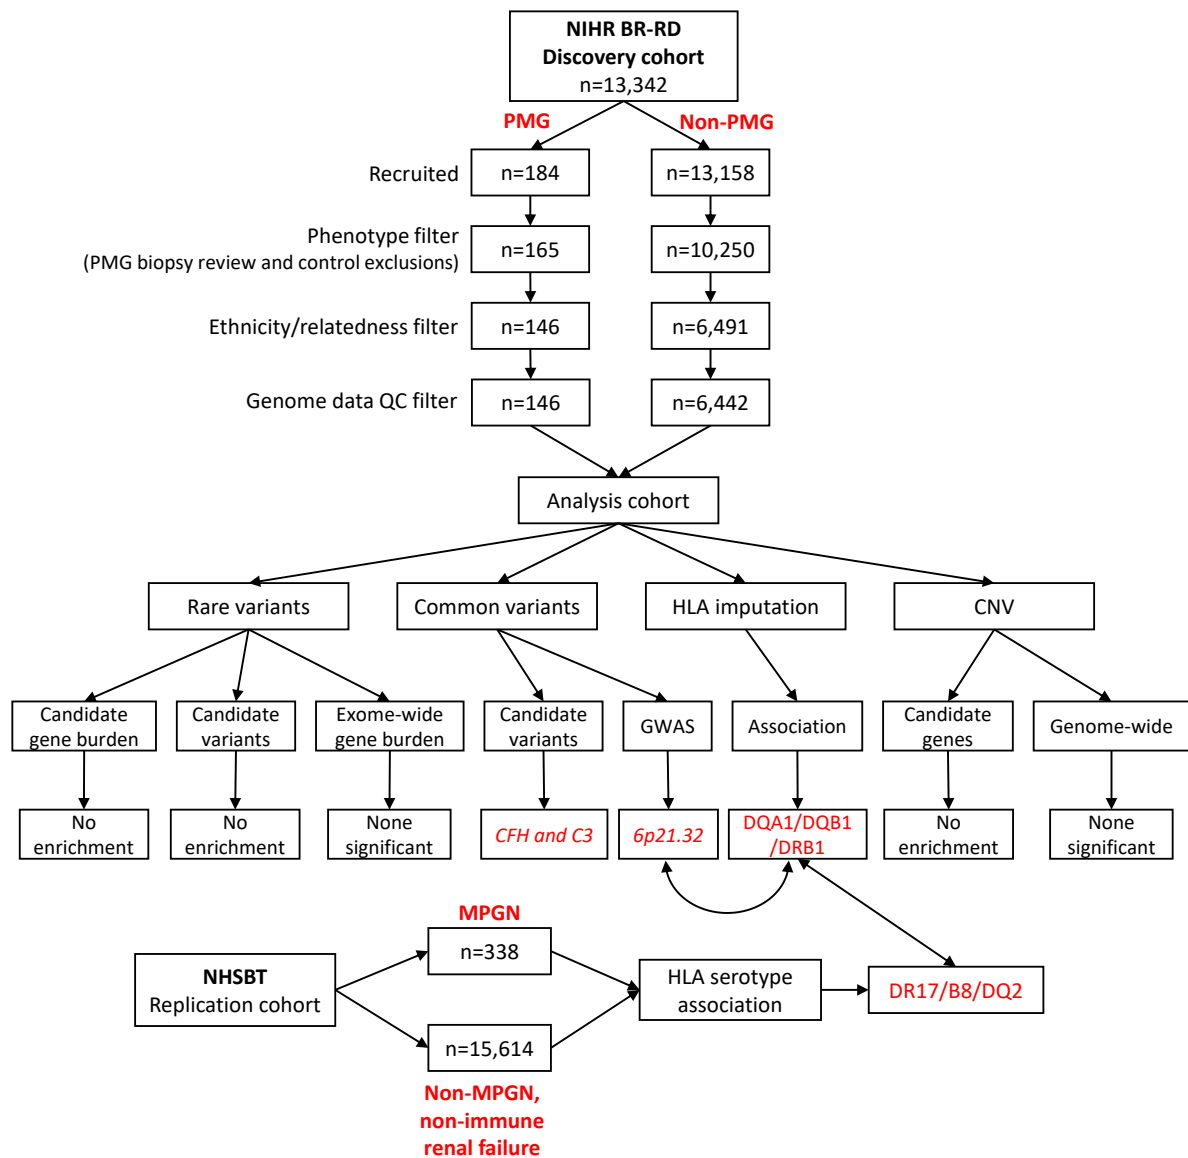 NIHR BR-RD
Discovery cohort
n=13,342
PMG
Non-PMG
Recruited
n=184
n=13,158
Phenotype filter
(PMG biopsy review and control exclusions)
n=165
n=10,250
Ethnicity/relatedness filter
n=146
n=6,491
Genome data QC filter
n=146
n=6,442
Analysis cohort
Rare variants
Common variants
HLA imputation
CNV
Candidate
gene burden
Candidate
variants
Exome-wide
gene burden
Candidate
variants
GWAS
Association
Candidate
genes
Genome-wide
No
enrichment
No
enrichment
None
significant
CFH and C3
6p21.32
DQA1/DQB1
/DRB1
No
enrichment
None
significant
MPGN
n=338
NHSBT
Replication cohort
HLA serotype
association
DR17/B8/DQ2
n=15,614
Non-MPGN,
non-immune
renal failure